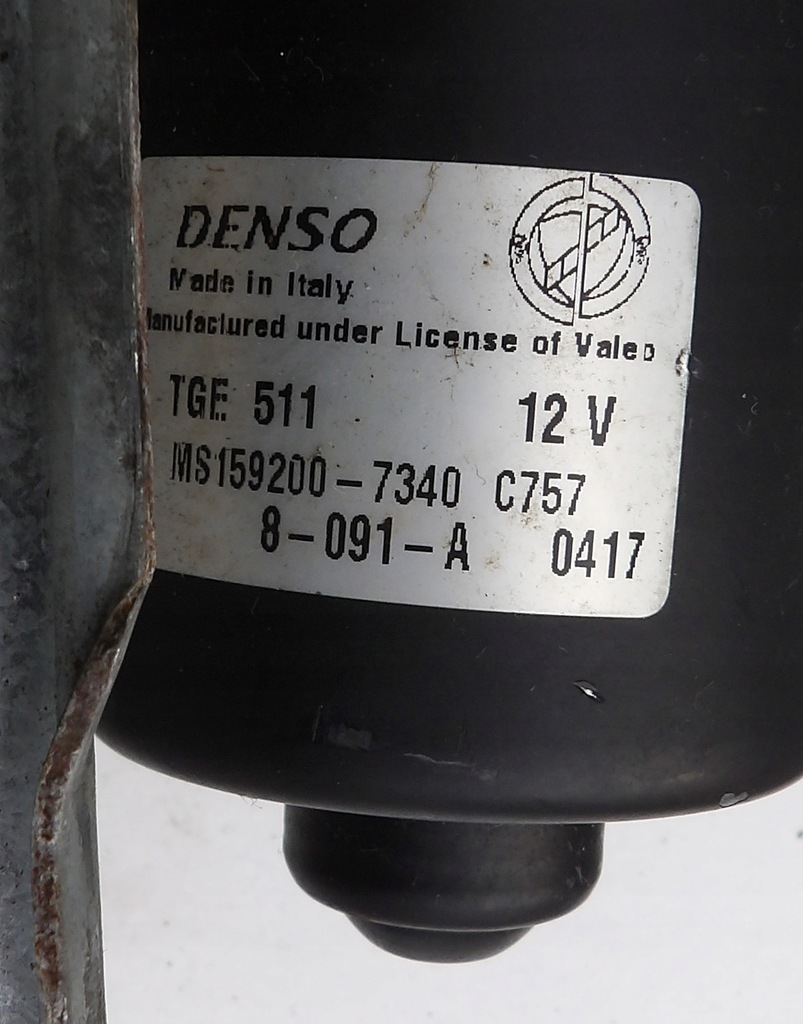 DENSO
Made in Italy
Manufactured under License of Valeo
TGE 511 12 V
MS159200-7340 C757
8-091-A 0417